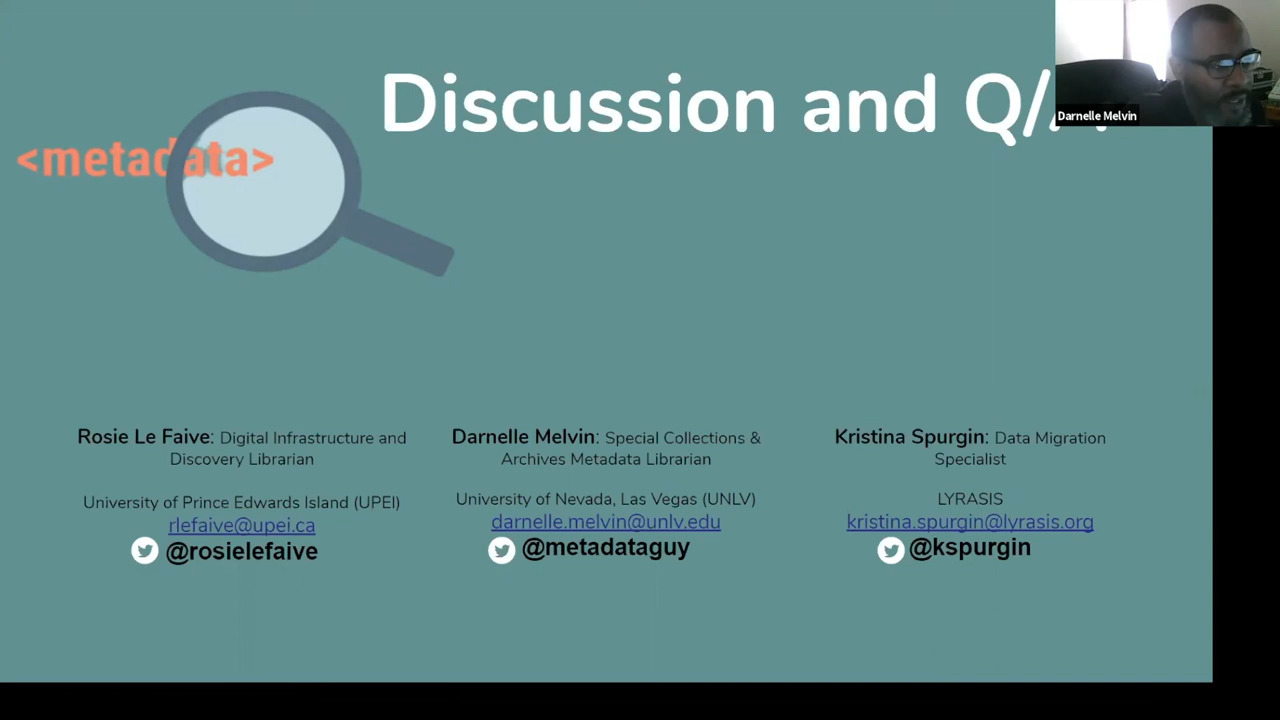 Discussion and Q/
Darnelle Melvin
<metadata>
Rosie Le Faive: Digital Infrastructure and
Discovery Librarian
University of Prince Edwards Island (UPEI)
rlefaive@upei.ca
@rosielefaive
Darnelle Melvin: Special Collections &
Archives Metadata Librarian
University of Nevada, Las Vegas (UNLV)
darnelle.melvin@unlv.edu
@metadataguy
Kristina Spurgin: Data Migration
Specialist
LYRASIS
kristina.spurgin@lyrasis.org
@kspurgin